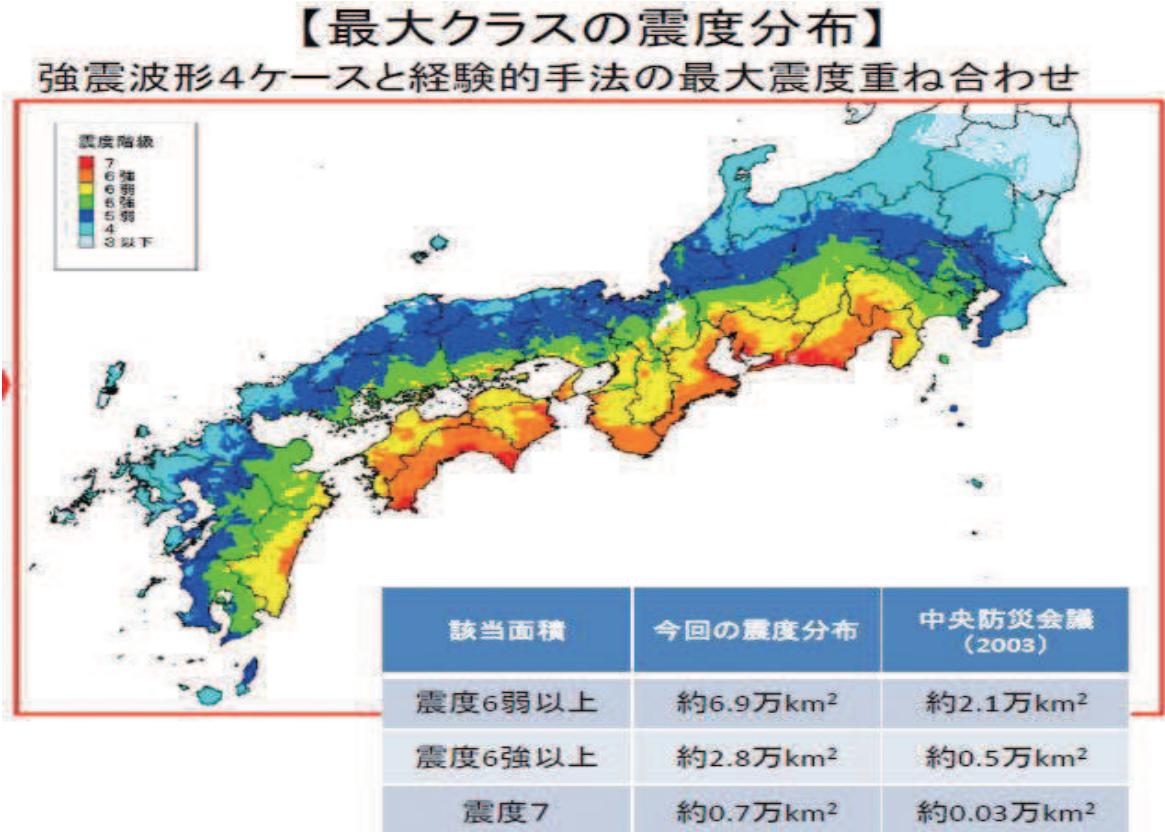 【最大クラスの震度分布】
強震波形4ケースと経験的手法の最大震度重ね合わせ
震度階級
7
6強
6弱
5強
5弱
4
3以下
該当面積 今回の震度分布 中央防災会議（2003）
震度6弱以上 約6.9万km² 約2.1万km²
震度6強以上 約2.8万km² 約0.5万km²
震度7 約0.7万km² 約0.03万km²